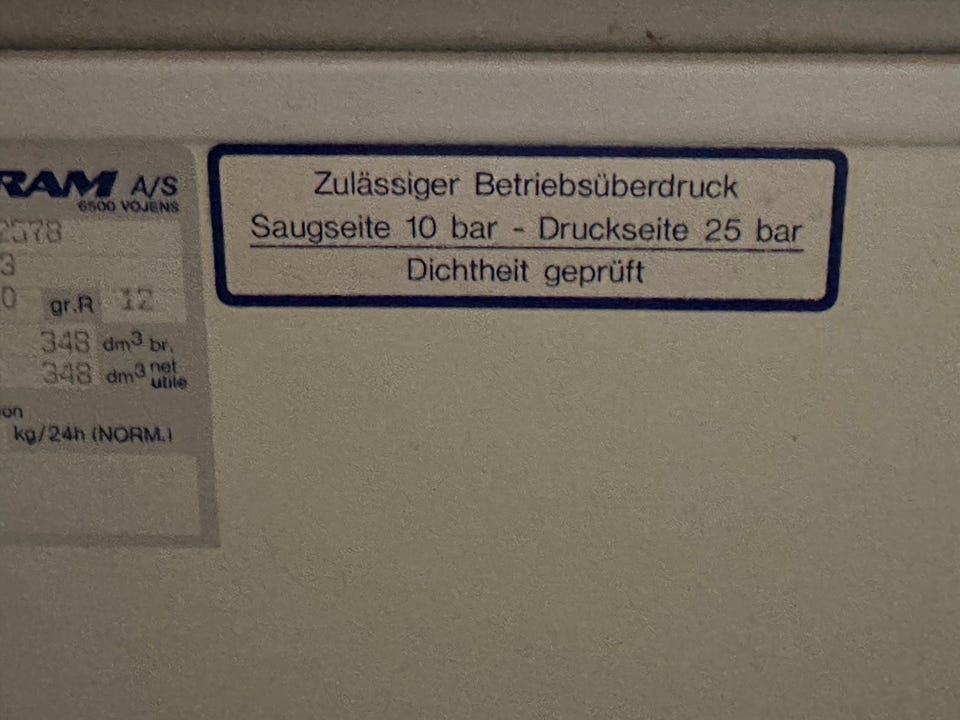 RAM A/S
6500 VOJENS
2578
3
0 gr.R 12
348 dm³ br.
348 dm³ net
utile
on
kg/24h (NORM.)
Zulässiger Betriebsüberdruck
Saugseite 10 bar - Druckseite 25 bar
Dichtheit geprüft